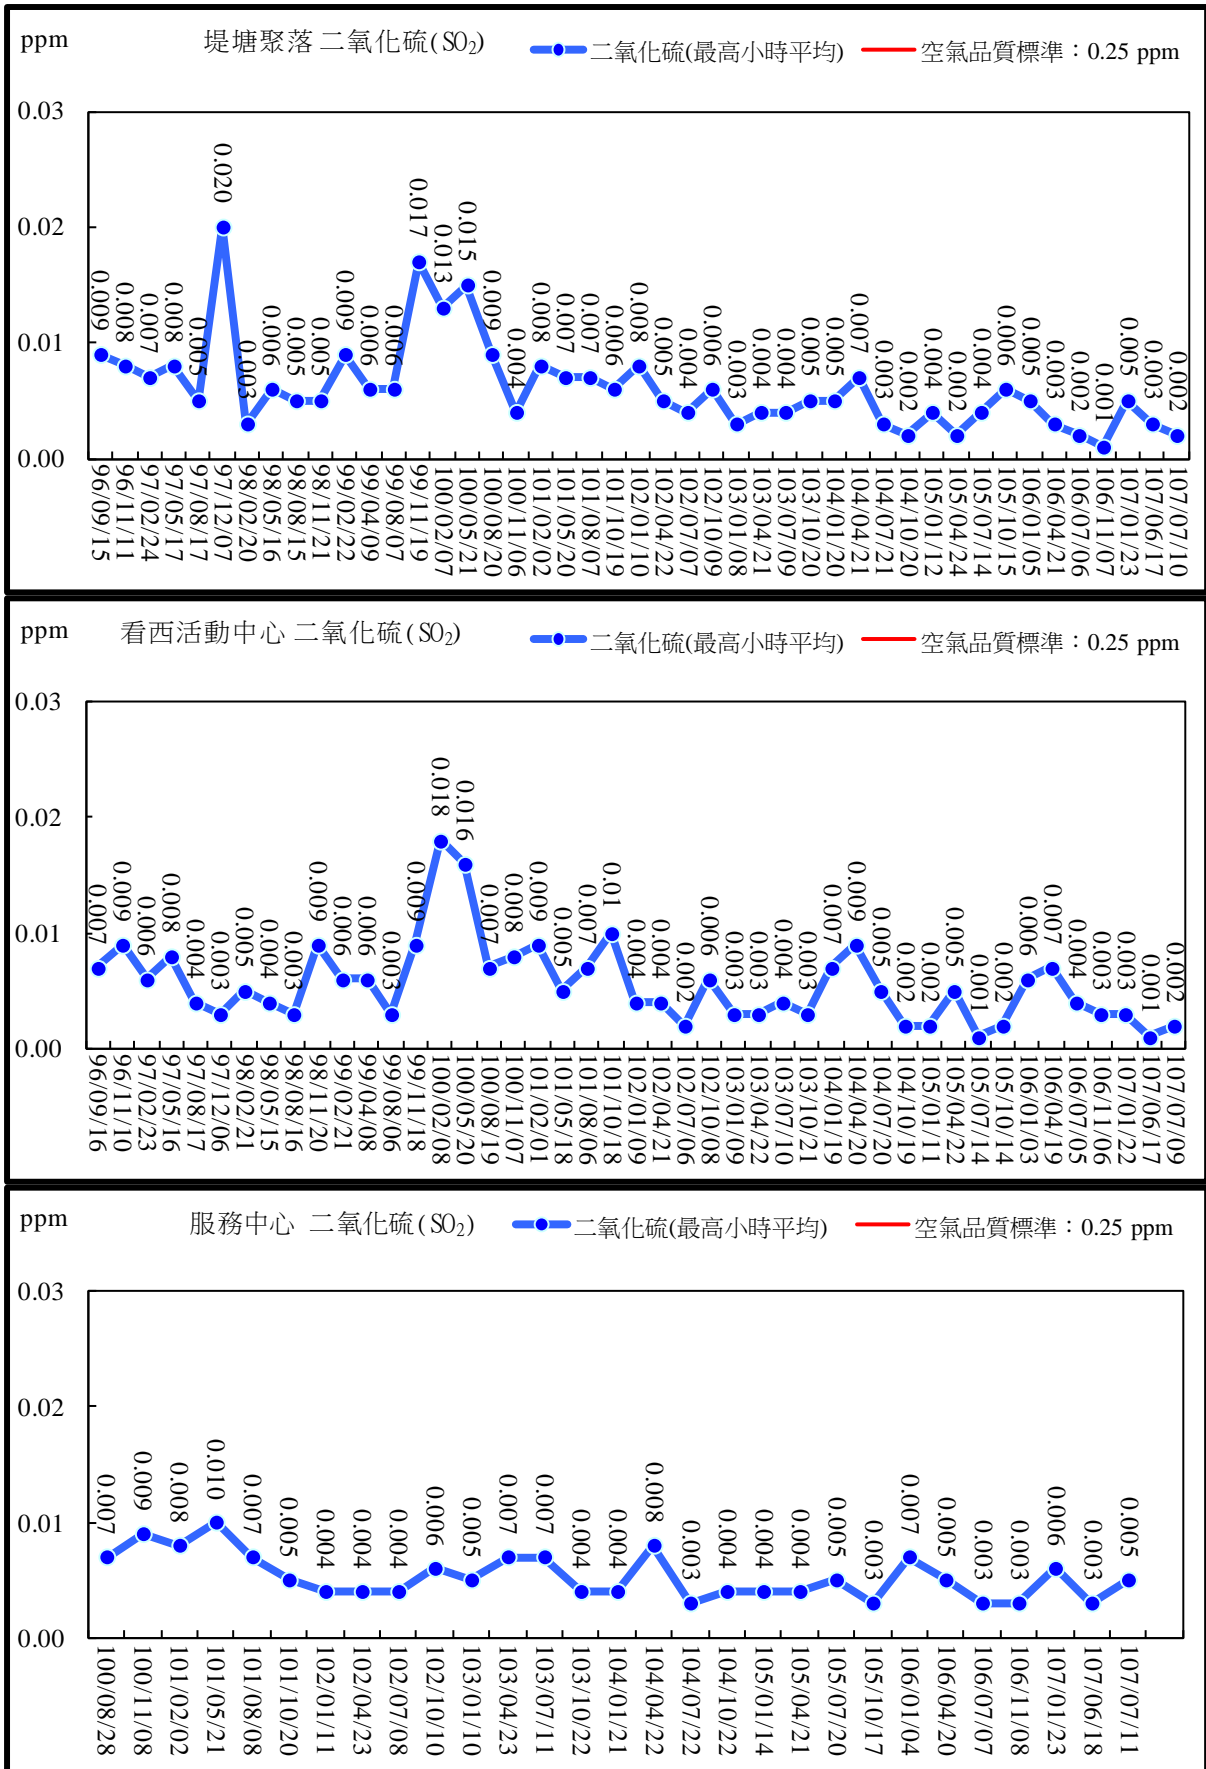 ppm 堤塘聚落 二氧化硫(SO₂) 二氧化硫(最高小時平均) 空氣品質標準：0.25 ppm
0.03
0.02
0.01
0.00
0.009 0.008 0.007 0.008 0.005 0.020 0.003 0.006 0.005 0.005 0.009 0.006 0.006 0.017 0.013 0.015 0.009 0.004 0.008 0.007 0.007 0.006 0.008 0.005 0.004 0.006 0.003 0.004 0.004 0.005 0.005 0.007 0.003 0.002 0.004 0.002 0.004 0.006 0.005 0.003 0.002 0.001 0.005 0.003 0.002
96/09/15 96/11/11 97/02/24 97/05/17 97/08/17 97/12/07 98/02/20 98/05/16 98/08/15 98/11/21 99/02/22 99/04/09 99/08/07 99/11/19 100/02/07 100/05/21 100/08/20 100/11/06 101/02/02 101/05/20 101/08/07 101/10/19 102/01/10 102/04/22 102/07/07 102/10/09 103/01/08 103/04/21 103/07/09 103/10/20 104/01/20 104/04/21 104/07/21 104/10/20 105/01/12 105/04/24 105/07/14 105/10/15 106/01/05 106/04/21 106/07/06 106/11/07 107/01/23 107/06/17 107/07/10
ppm 看西活動中心 二氧化硫(SO₂) 二氧化硫(最高小時平均) 空氣品質標準：0.25 ppm
0.03
0.02
0.01
0.00
0.007 0.009 0.006 0.008 0.004 0.003 0.005 0.004 0.003 0.009 0.006 0.006 0.003 0.009 0.018 0.016 0.007 0.008 0.009 0.005 0.007 0.01 0.004 0.004 0.002 0.006 0.003 0.003 0.004 0.003 0.007 0.009 0.005 0.002 0.002 0.005 0.001 0.002 0.006 0.007 0.004 0.003 0.003 0.001 0.002
96/09/16 96/11/10 97/02/23 97/05/16 97/08/17 97/12/06 98/02/21 98/05/15 98/08/16 98/11/20 99/02/21 99/04/08 99/08/06 99/11/18 100/02/08 100/05/20 100/08/19 100/11/07 101/02/01 101/05/18 101/08/06 101/10/18 102/01/09 102/04/21 102/07/06 102/10/08 103/01/09 103/04/22 103/07/10 103/10/21 104/01/19 104/04/20 104/07/20 104/10/19 105/01/11 105/04/22 105/07/14 105/10/14 106/01/03 106/04/19 106/07/05 106/11/06 107/01/22 107/06/17 107/07/09
ppm 服務中心 二氧化硫(SO₂) 二氧化硫(最高小時平均) 空氣品質標準：0.25 ppm
0.03
0.02
0.01
0.00
0.007 0.009 0.008 0.010 0.007 0.005 0.004 0.004 0.004 0.006 0.005 0.007 0.007 0.004 0.004 0.008 0.003 0.004 0.004 0.004 0.005 0.003 0.007 0.005 0.003 0.003 0.006 0.003 0.005
100/08/28 100/11/08 101/02/02 101/05/21 101/08/08 101/10/20 102/01/11 102/04/23 102/07/08 102/10/10 103/01/10 103/04/23 103/07/11 103/10/22 104/01/21 104/04/22 104/07/22 104/10/22 105/01/14 105/04/21 105/07/20 105/10/17 106/01/04 106/04/20 106/07/07 106/11/08 107/01/23 107/06/18 107/07/11